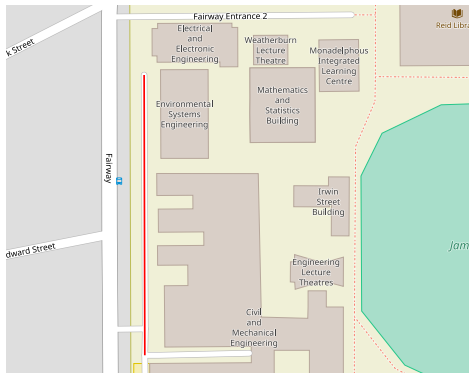 Fairway Entrance 2
Reid Libra
k Street
Electrical
and
Electronic
Engineering
Weatherburn
Lecture
Theatre
Monadelphous
Integrated
Learning
Centre
Environmental
Systems
Engineering
Mathematics
and
Statistics
Building
Fairway
Irwin
Street
Building
dward Street
Jam
Engineering
Lecture
Theatres
Civil
and
Mechanical
Engineering